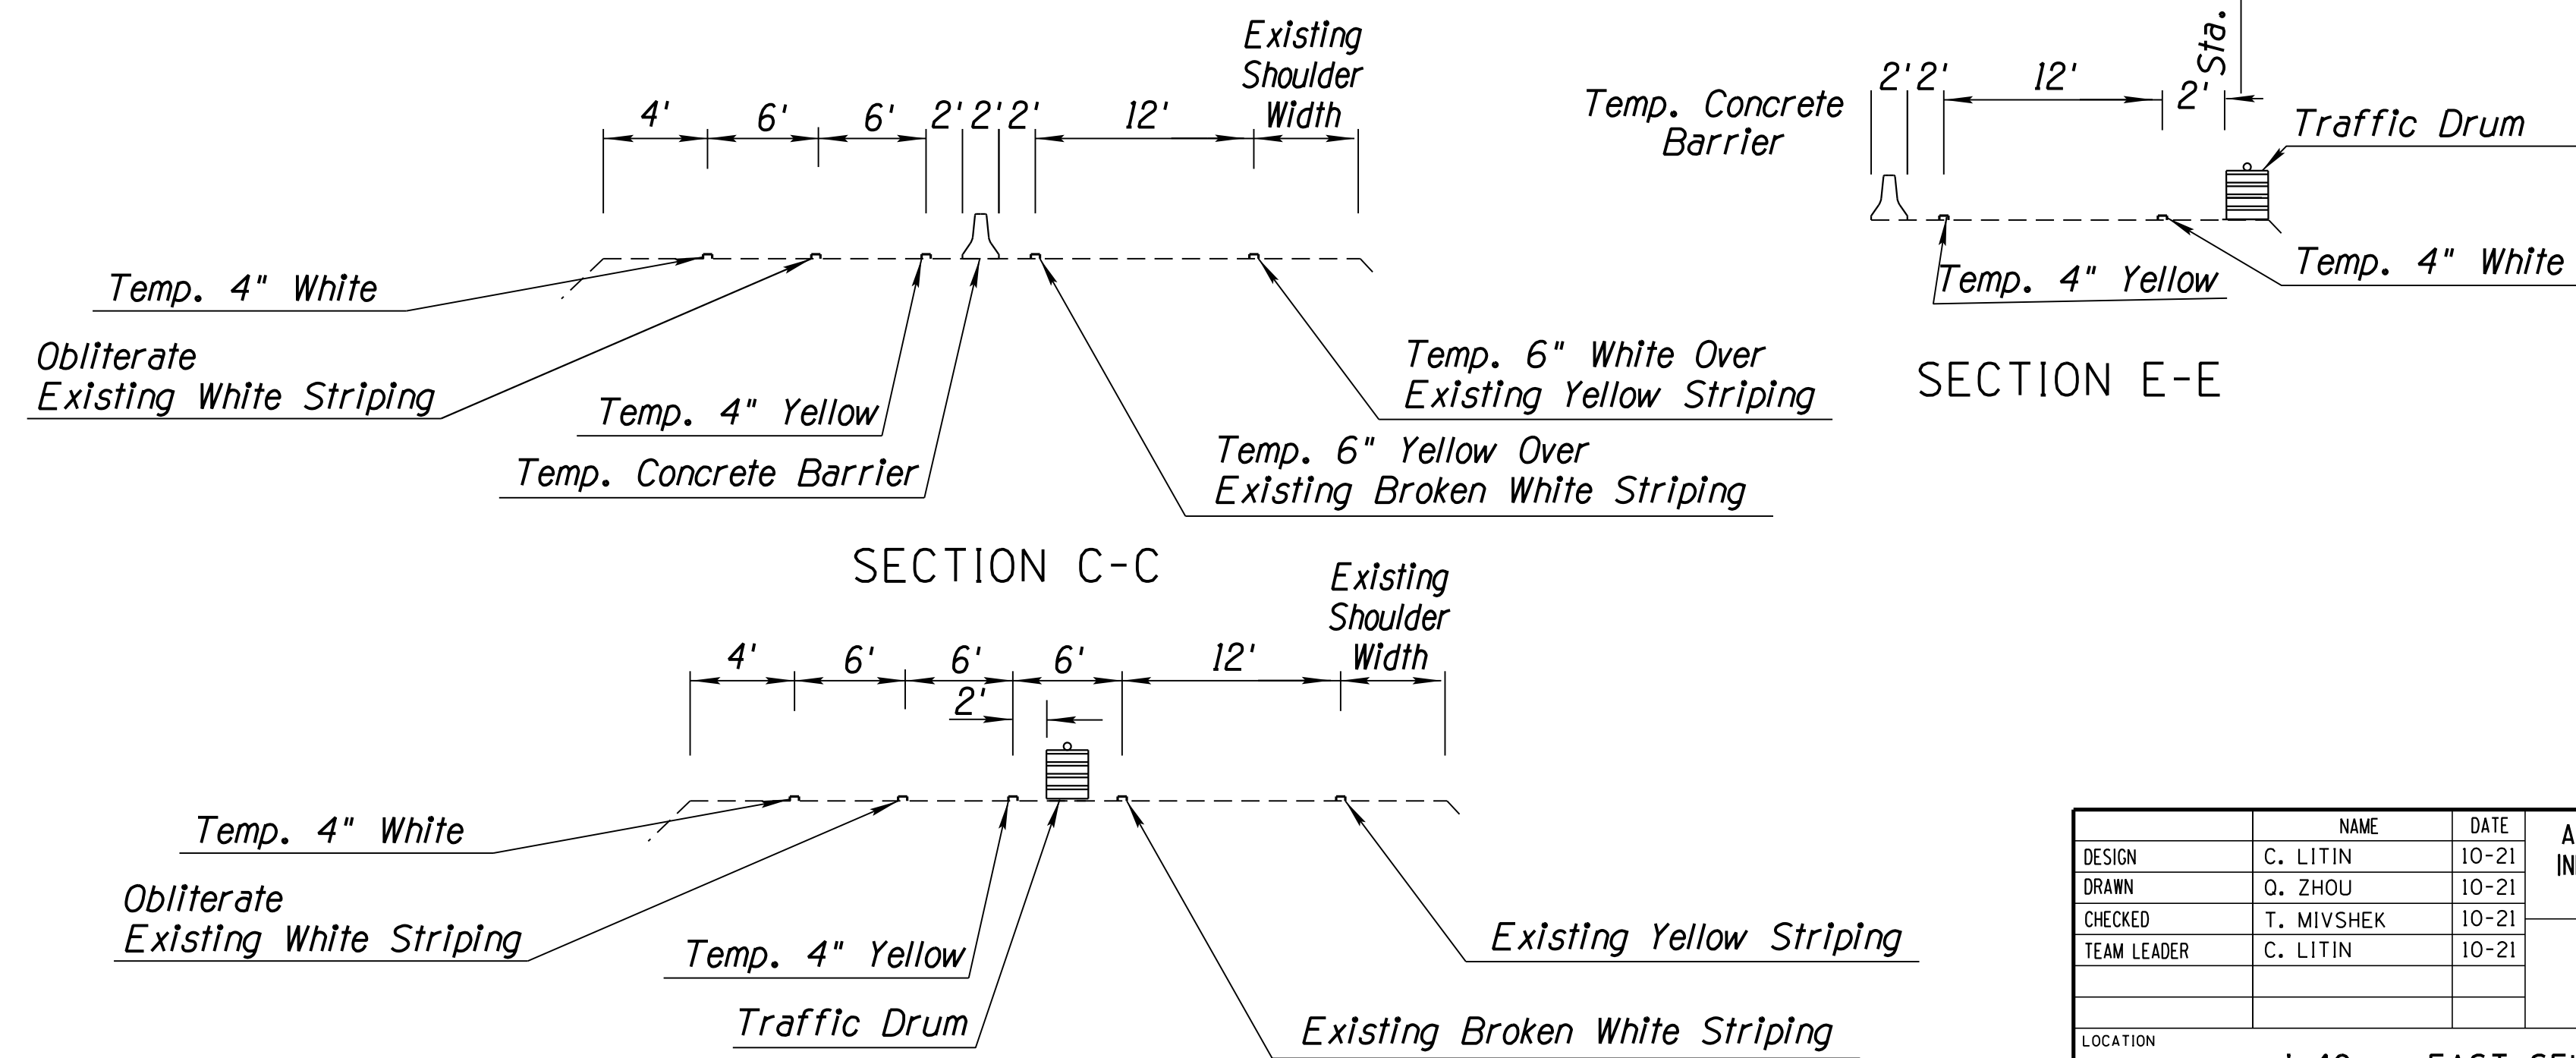 Existing
Shoulder
Width
4' 6' 6' 2' 2' 2' 12'
Temp. 4" White
Obliterate
Existing White Striping
Temp. 4" Yellow
Temp. Concrete Barrier
Temp. 6" White Over
Existing Yellow Striping
Temp. 6" Yellow Over
Existing Broken White Striping
SECTION C-C
Sta.
2' 2' 12' 2'
Temp. Concrete
Barrier
Traffic Drum
Temp. 4" Yellow
Temp. 4" White
SECTION E-E
Existing
Shoulder
Width
4' 6' 6' 6' 12'
2'
Temp. 4" White
Obliterate
Existing White Striping
Temp. 4" Yellow
Traffic Drum
Existing Yellow Striping
Existing Broken White Striping
NAME DATE
DESIGN C. LITIN 10-21
DRAWN Q. ZHOU 10-21
CHECKED T. MIVSHEK 10-21
TEAM LEADER C. LITIN 10-21
LOCATION